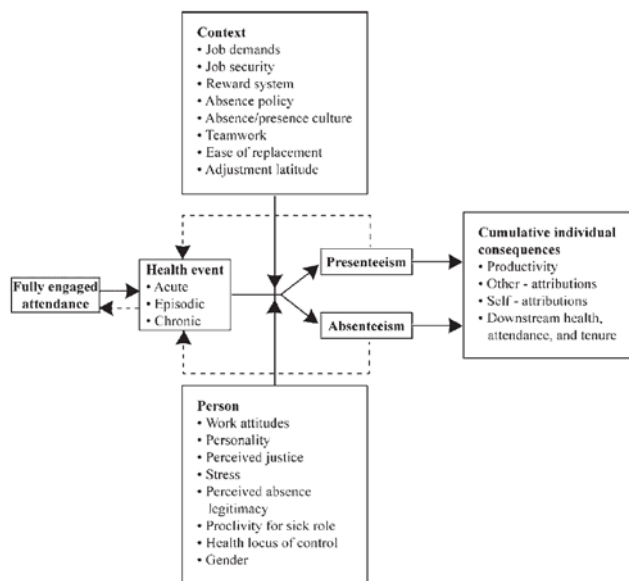 Context
• Job demands
• Job security
• Reward system
• Absence policy
• Absence/presence culture
• Teamwork
• Ease of replacement
• Adjustment latitude
Fully engaged
attendance
Health event
• Acute
• Episodic
• Chronic
Presenteeism
Absenteeism
Cumulative individual
consequences
• Productivity
• Other - attributions
• Self - attributions
• Downstream health,
attendance, and tenure
Person
• Work attitudes
• Personality
• Perceived justice
• Stress
• Perceived absence
legitimacy
• Proclivity for sick role
• Health locus of control
• Gender